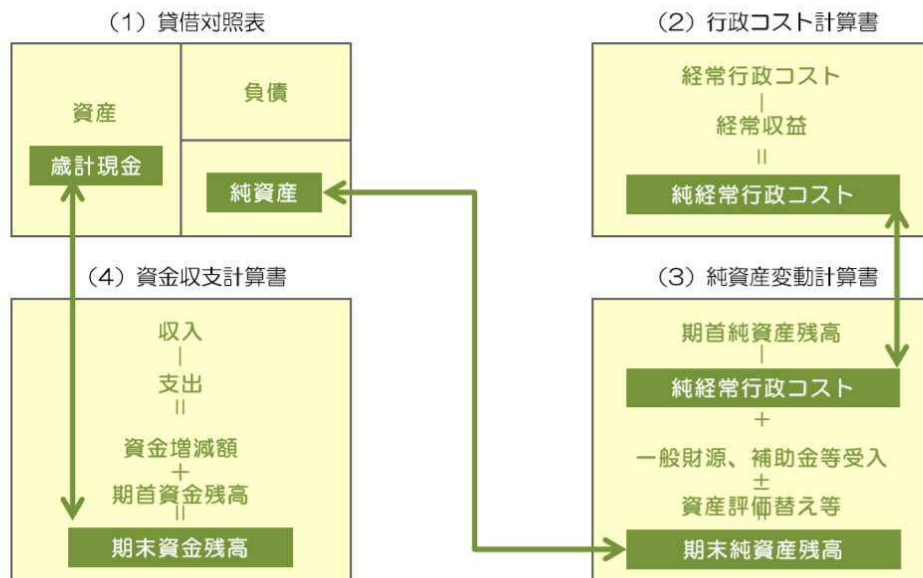 (1) 貸借対照表
資産
歳計現金
負債
純資産
(2) 行政コスト計算書
経常行政コスト
－
経常収益
＝
純経常行政コスト
(4) 資金収支計算書
収入
－
支出
＝
資金増減額
＋
期首資金残高
＝
期末資金残高
(3) 純資産変動計算書
期首純資産残高
－
純経常行政コスト
＋
一般財源、補助金等受入
±
資産評価替え等
＝
期末純資産残高